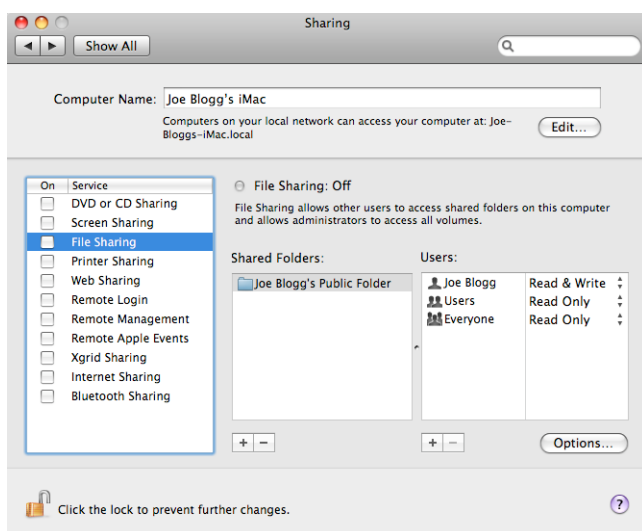 Sharing
Show All
Computer Name: Joe Blogg's iMac
Computers on your local network can access your computer at: Joe-
Bloggs-iMac.local
Edit...
On Service
DVD or CD Sharing
Screen Sharing
File Sharing
Printer Sharing
Web Sharing
Remote Login
Remote Management
Remote Apple Events
Xgrid Sharing
Internet Sharing
Bluetooth Sharing
File Sharing: Off
File Sharing allows other users to access shared folders on this computer
and allows administrators to access all volumes.
Shared Folders:
Joe Blogg's Public Folder
+ −
Users:
Joe Blogg Read & Write
Users Read Only
Everyone Read Only
+ −
Options...
Click the lock to prevent further changes.
?